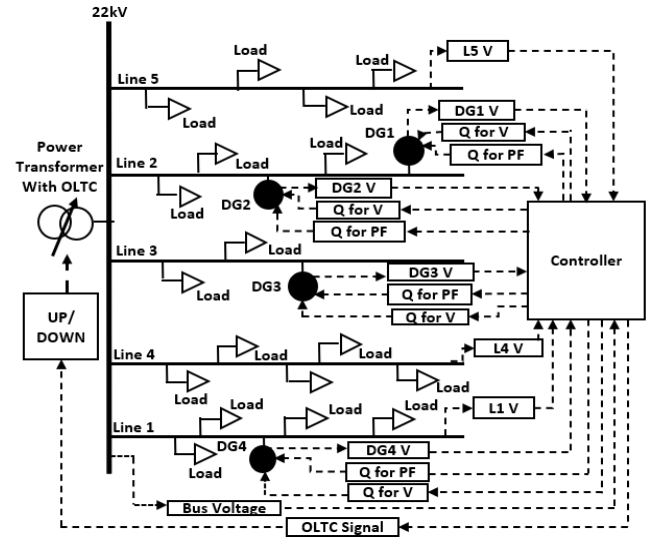 22kV
Line 5
Load
Load
Load
Load
L5 V
DG1 V
Q for V
Q for PF
DG1
Power
Transformer
With OLTC
Line 2
Load
Load
Load
DG2
DG2 V
Q for V
Q for PF
Line 3
Load
Load
DG3
DG3 V
Q for PF
Q for V
Controller
UP/
DOWN
Line 4
Load
Load
Load
Load
Load
L4 V
Line 1
Load
Load
Load
Load
L1 V
DG4
DG4 V
Q for PF
Q for V
Bus Voltage
OLTC Signal